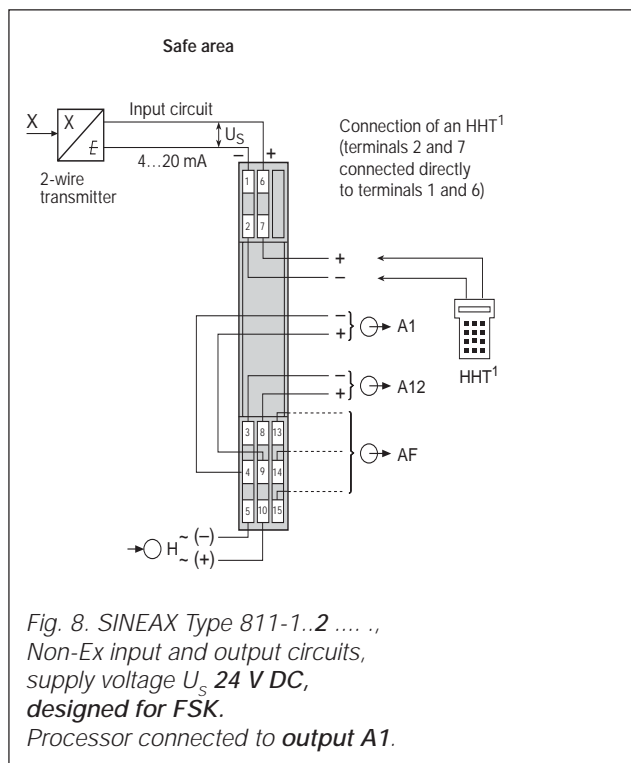 Safe area
Input circuit
X
X
E
U_S
4...20 mA
− +
2-wire
transmitter
Connection of an HHT¹
(terminals 2 and 7
connected directly
to terminals 1 and 6)
1 6
2 7
+
−
−
+
A1
HHT¹
−
+
A12
3 8 13
4 9 14
AF
5 10 15
H ~ (−)
~ (+)
Fig. 8. SINEAX Type 811-1..2 .... .,
Non-Ex input and output circuits,
supply voltage U_S 24 V DC,
designed for FSK.
Processor connected to output A1.